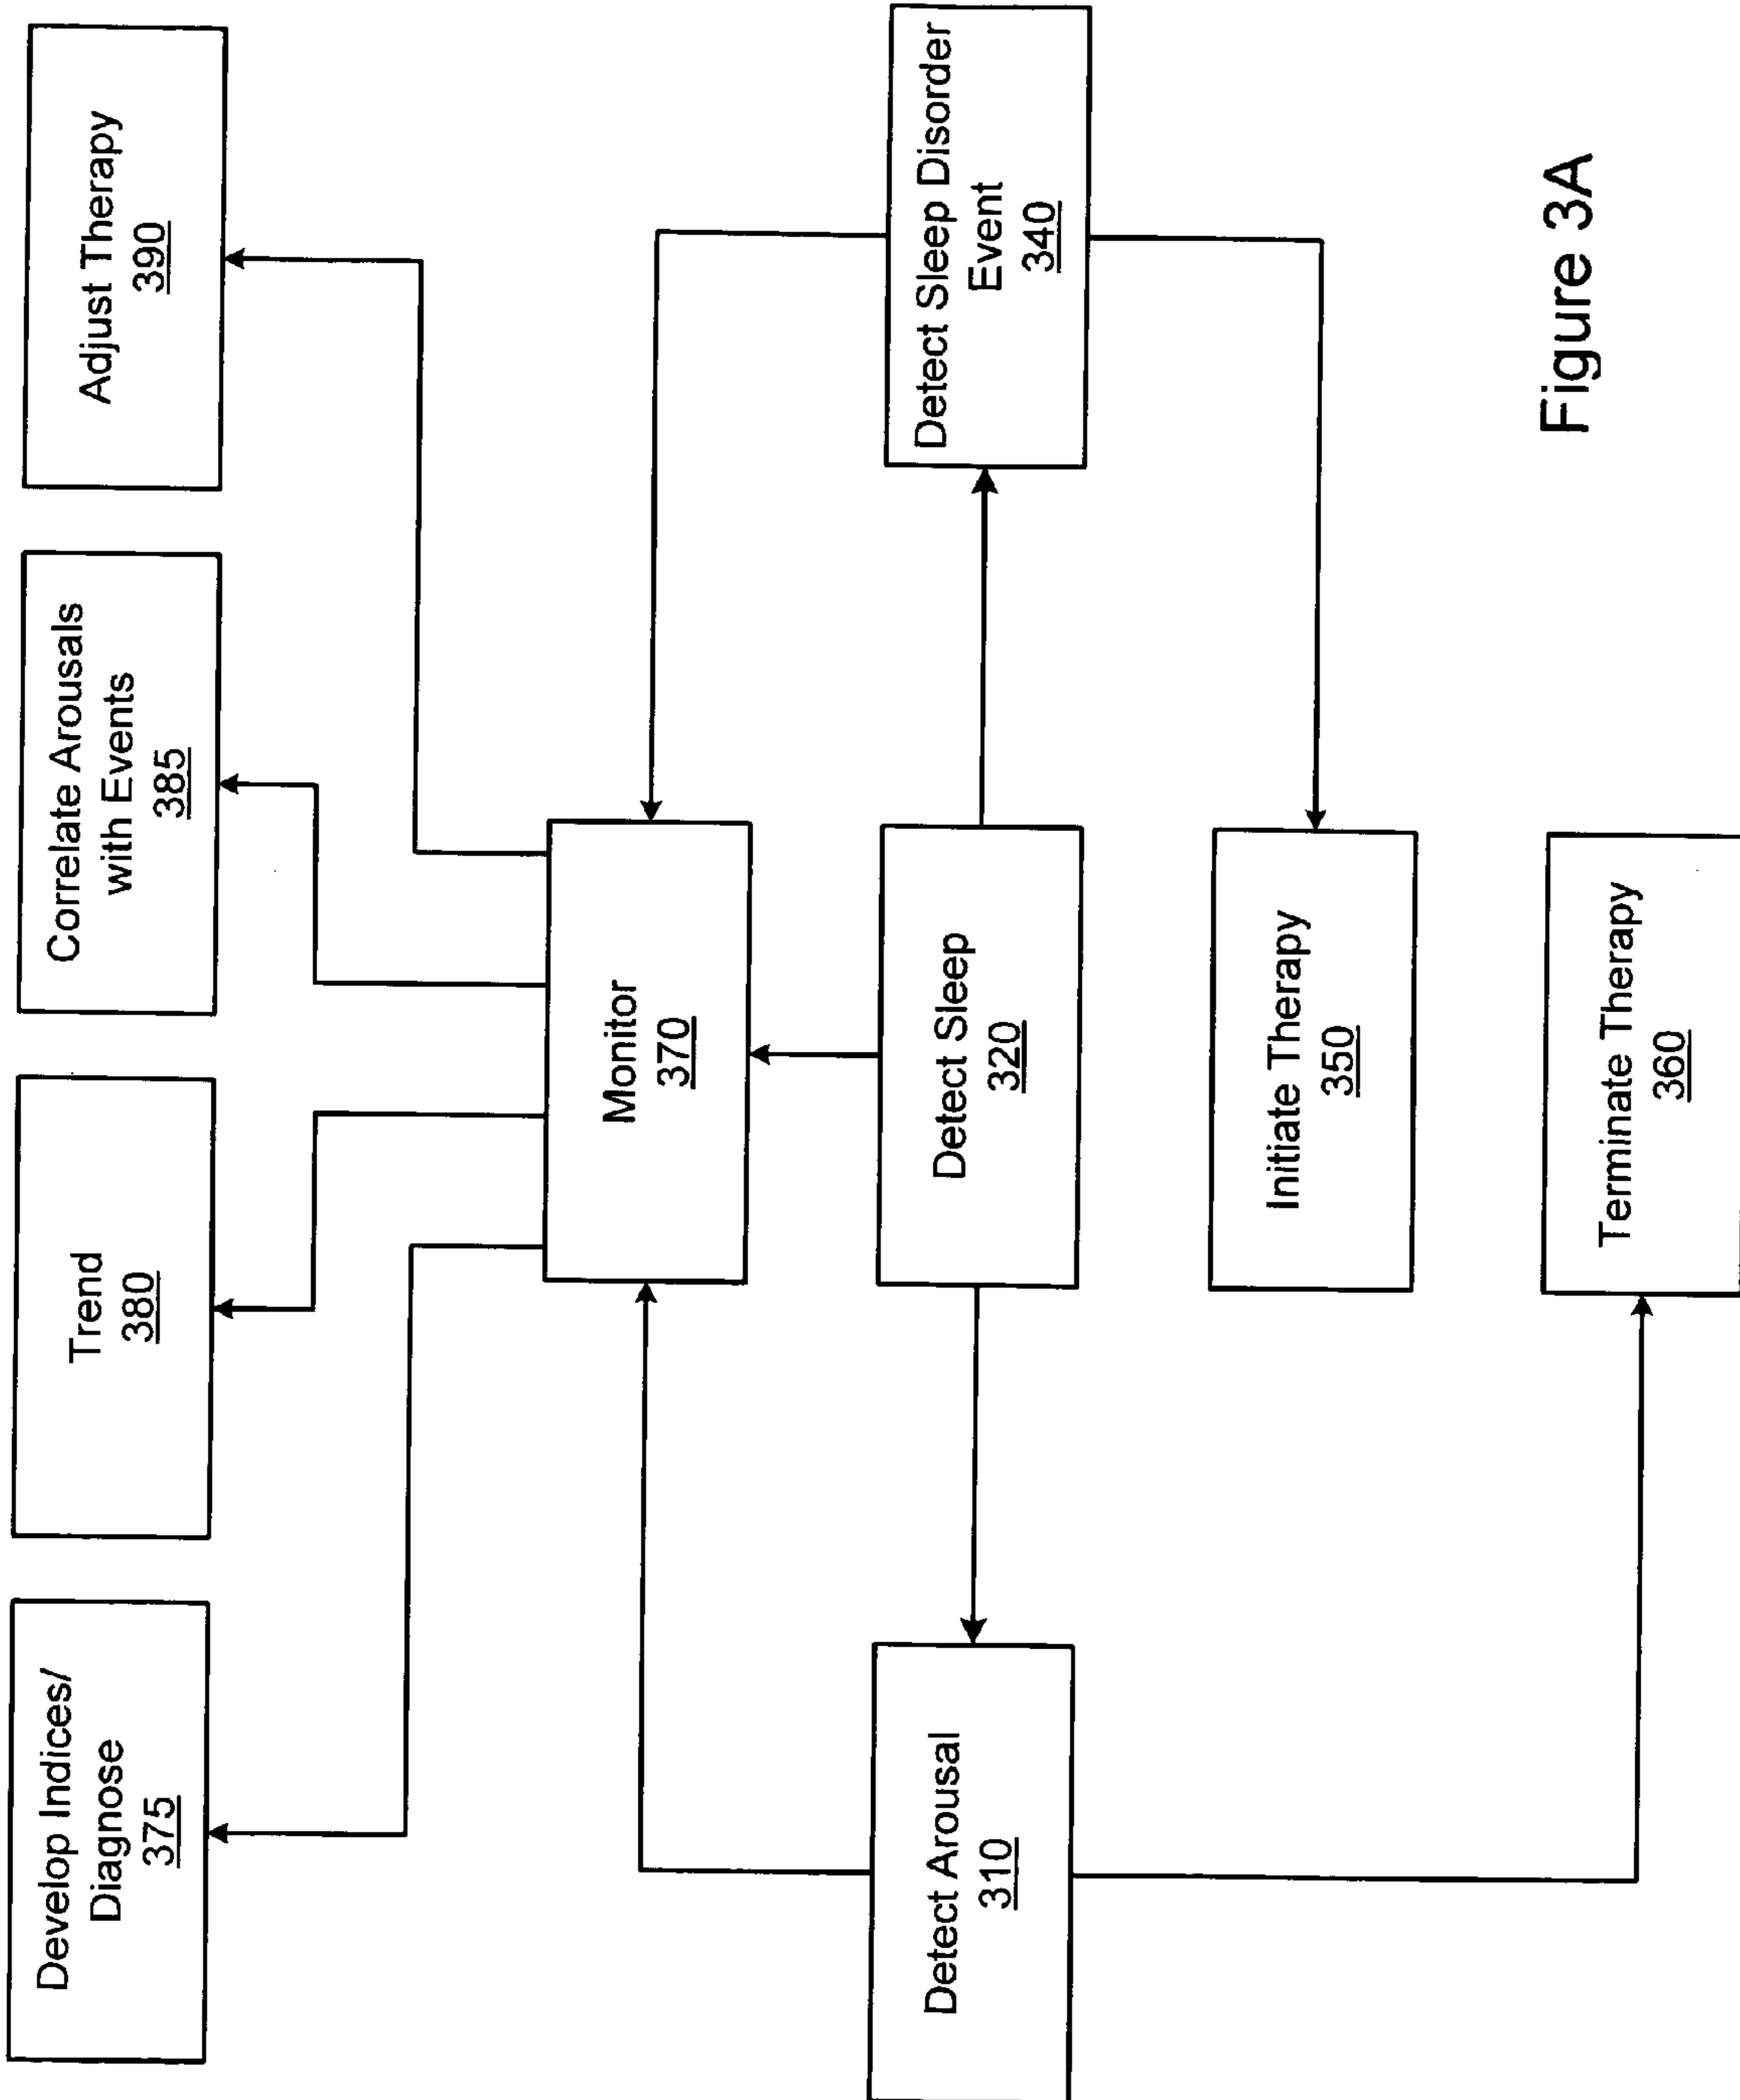 Develop Indices/
Diagnose
375
Trend
380
Correlate Arousals
with Events
385
Adjust Therapy
390
Monitor
370
Detect Arousal
310
Detect Sleep
320
Detect Sleep Disorder
Event
340
Initiate Therapy
350
Terminate Therapy
360
Figure 3A